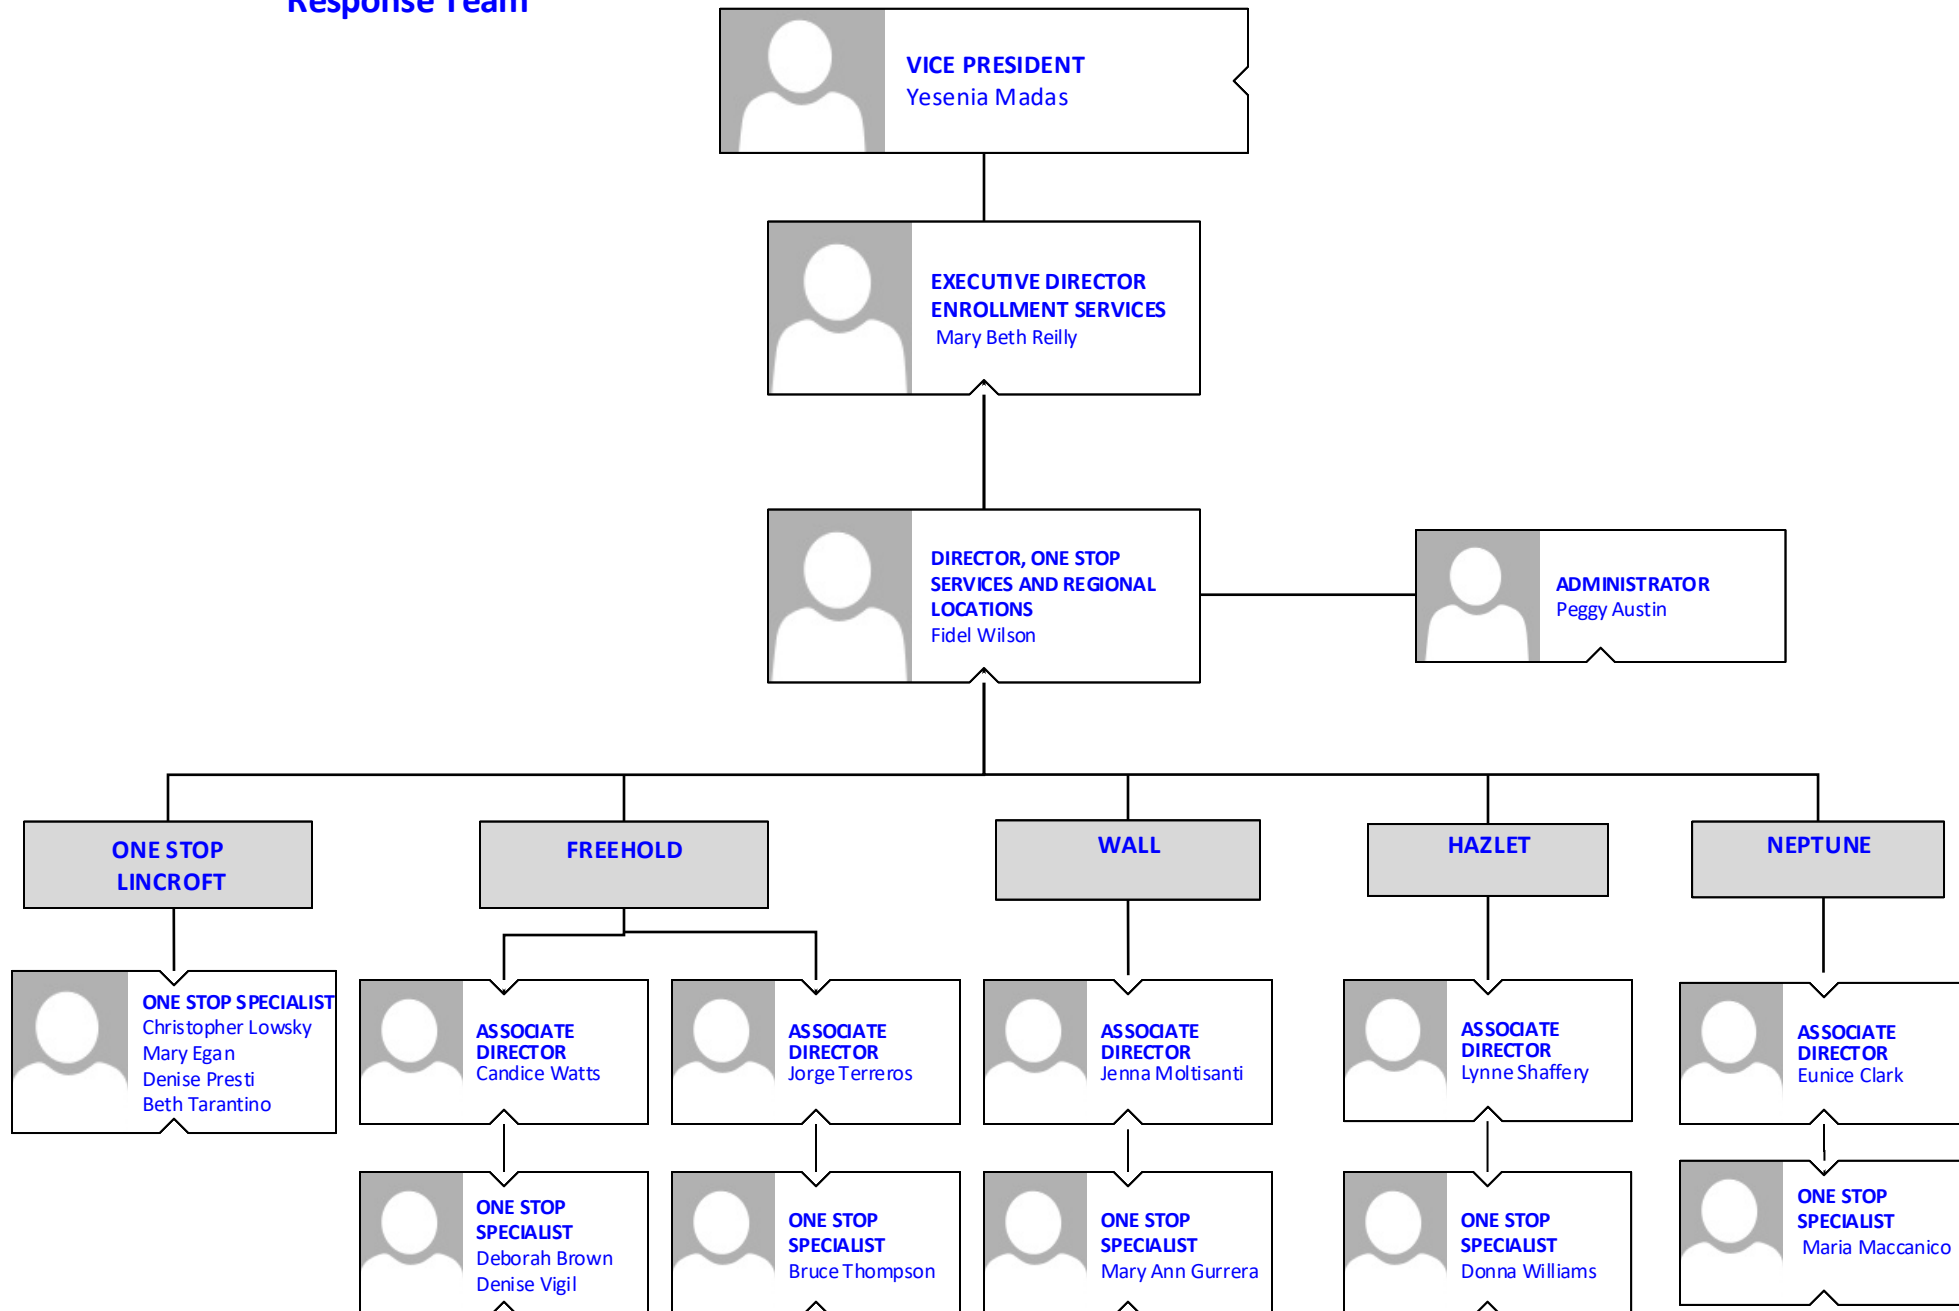 Response Team
VICE PRESIDENT
Yesenia Madas
EXECUTIVE DIRECTOR
ENROLLMENT SERVICES
Mary Beth Reilly
DIRECTOR, ONE STOP
SERVICES AND REGIONAL
LOCATIONS
Fidel Wilson
ADMINISTRATOR
Peggy Austin
ONE STOP
LINCROFT
FREEHOLD
WALL
HAZLET
NEPTUNE
ONE STOP SPECIALIST
Christopher Lowsky
Mary Egan
Denise Presti
Beth Tarantino
ASSOCIATE
DIRECTOR
Candice Watts
ASSOCIATE
DIRECTOR
Jorge Terreros
ASSOCIATE
DIRECTOR
Jenna Moltisanti
ASSOCIATE
DIRECTOR
Lynne Shaffery
ASSOCIATE
DIRECTOR
Eunice Clark
ONE STOP
SPECIALIST
Deborah Brown
Denise Vigil
ONE STOP
SPECIALIST
Bruce Thompson
ONE STOP
SPECIALIST
Mary Ann Gurrera
ONE STOP
SPECIALIST
Donna Williams
ONE STOP
SPECIALIST
Maria Maccanico